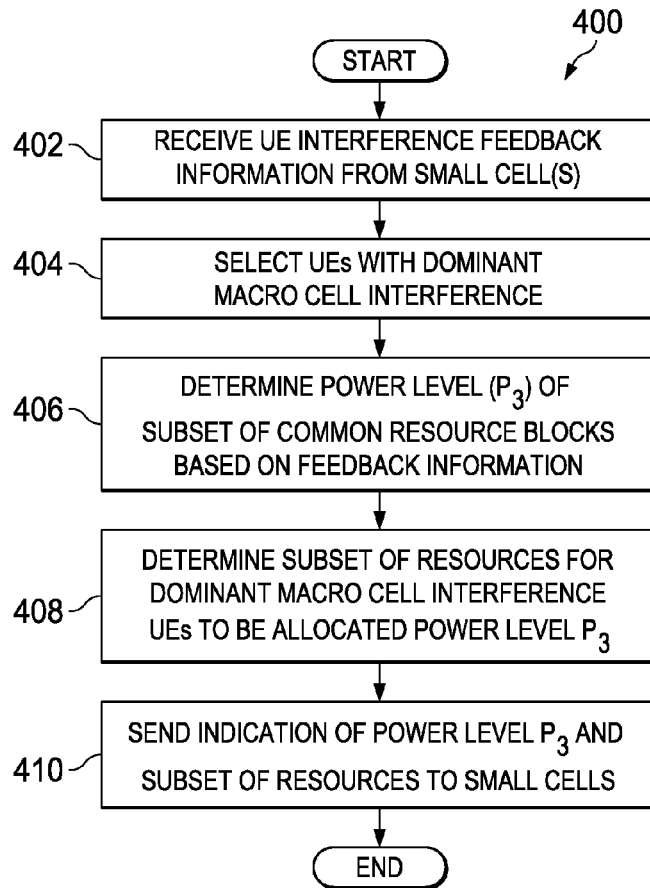 400
START
402
RECEIVE UE INTERFERENCE FEEDBACK
INFORMATION FROM SMALL CELL(S)
404
SELECT UEs WITH DOMINANT
MACRO CELL INTERFERENCE
406
DETERMINE POWER LEVEL (P3) OF
SUBSET OF COMMON RESOURCE BLOCKS
BASED ON FEEDBACK INFORMATION
408
DETERMINE SUBSET OF RESOURCES FOR
DOMINANT MACRO CELL INTERFERENCE
UEs TO BE ALLOCATED POWER LEVEL P3
410
SEND INDICATION OF POWER LEVEL P3 AND
SUBSET OF RESOURCES TO SMALL CELLS
END